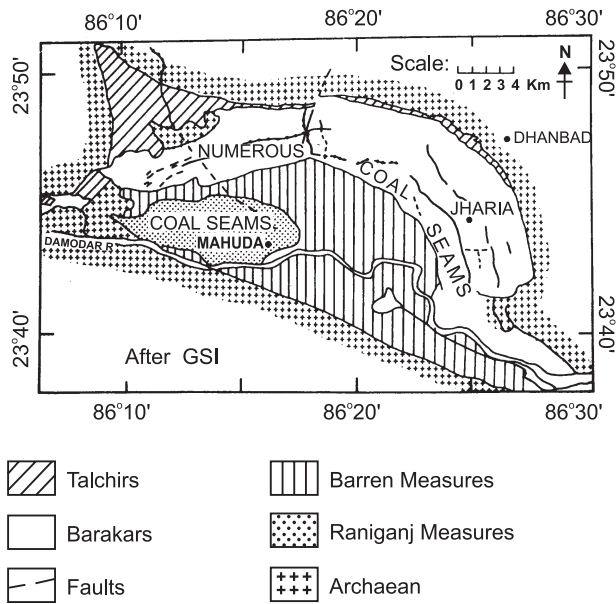 86°10' 86°20' 86°30'
23°50'
23°50'
Scale:
0 1 2 3 4 Km
N
DHANBAD
NUMEROUS
COAL
SEAMS
JHARIA
COAL SEAMS
MAHUDA
DAMODAR R.
23°40'
23°40'
After GSI
86°10' 86°20' 86°30'
Talchirs
Barren Measures
Barakars
Raniganj Measures
Faults
Archaean